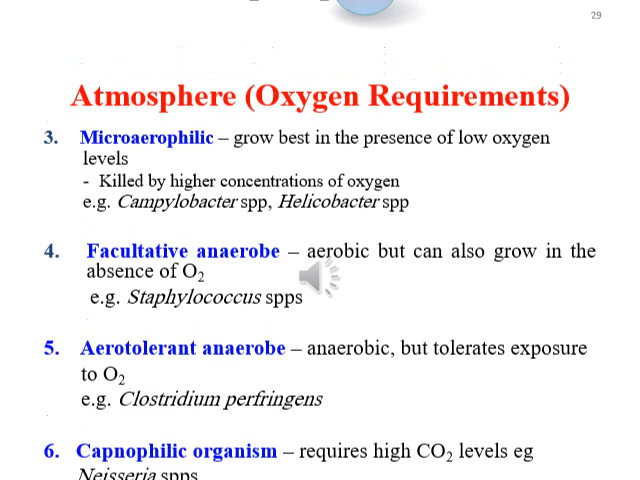 29
Atmosphere (Oxygen Requirements)
3. Microaerophilic – grow best in the presence of low oxygen
levels
- Killed by higher concentrations of oxygen
e.g. Campylobacter spp, Helicobacter spp
4. Facultative anaerobe – aerobic but can also grow in the
absence of O₂
e.g. Staphylococcus spps
5. Aerotolerant anaerobe – anaerobic, but tolerates exposure
to O₂
e.g. Clostridium perfringens
6. Capnophilic organism – requires high CO₂ levels eg
Neisseria spps